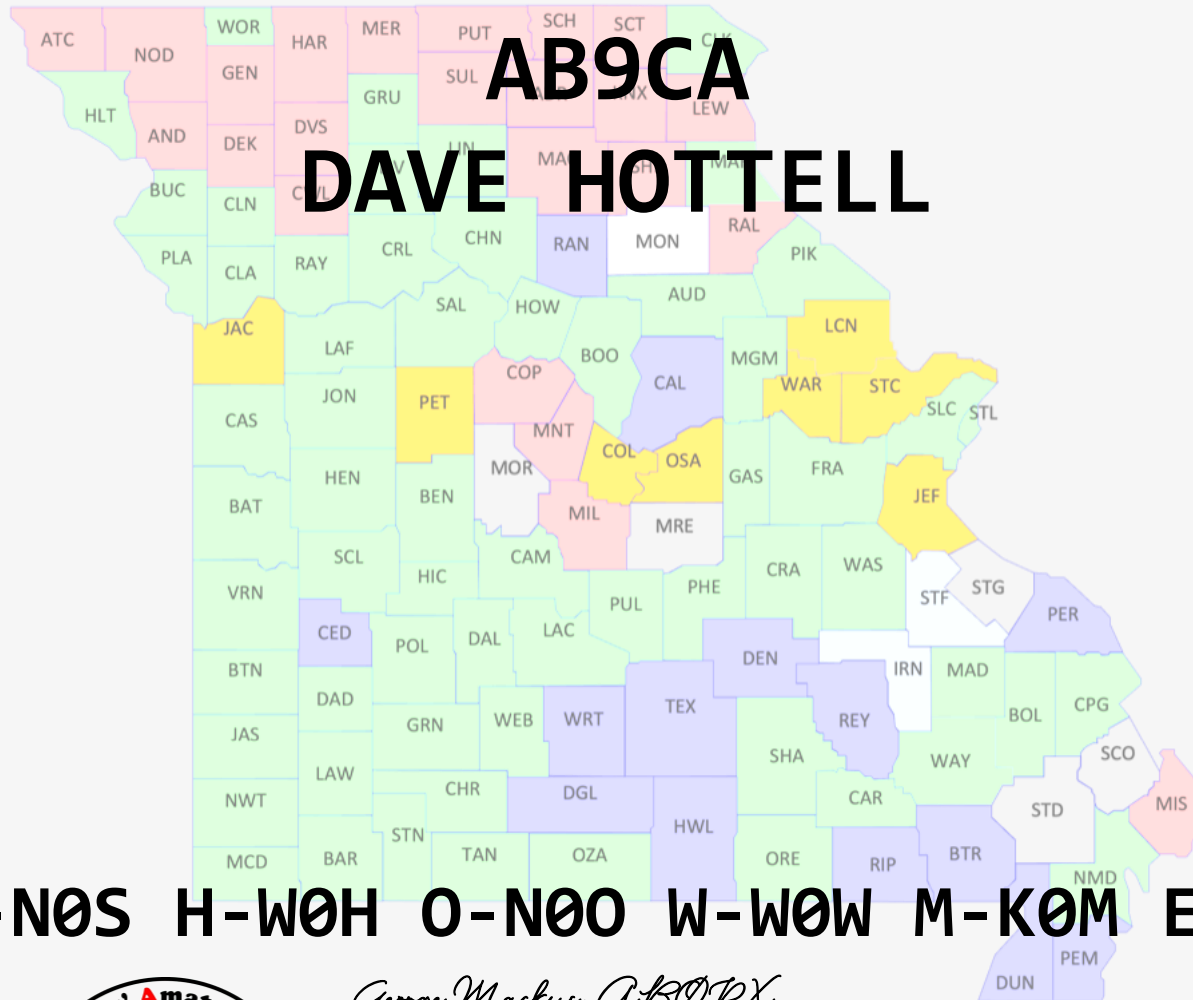 WOR SCH SCT
ATC NOD HAR MER PUT CLK
AB9CA
GEN SUL KNX
HLT GRU LEW
AND DEK DVS LIN MAC
DAVE HOTTELL
BUC CLN
PLA CLA RAY CRL CHN RAN MON RAL PIK
SAL HOW AUD
JAC LAF BOO MGM LCN
CAS JON PET COP CAL WAR STC SLC STL
MNT COL OSA
BAT HEN BEN MOR GAS FRA JEF
MIL MRE
VRN SCL HIC CAM PUL PHE CRA WAS STF STG PER
CED POL DAL LAC DEN IRN MAD
BTN DAD GRN WEB WRT TEX REY BOL CPG
JAS LAW CHR SHA WAY SCO
NWT STN DGL HWL CAR STD MIS
MCD BAR TAN OZA ORE RIP BTR NMD
-N0S H-W0H O-N0O W-W0W M-K0M E
PEM
DUN